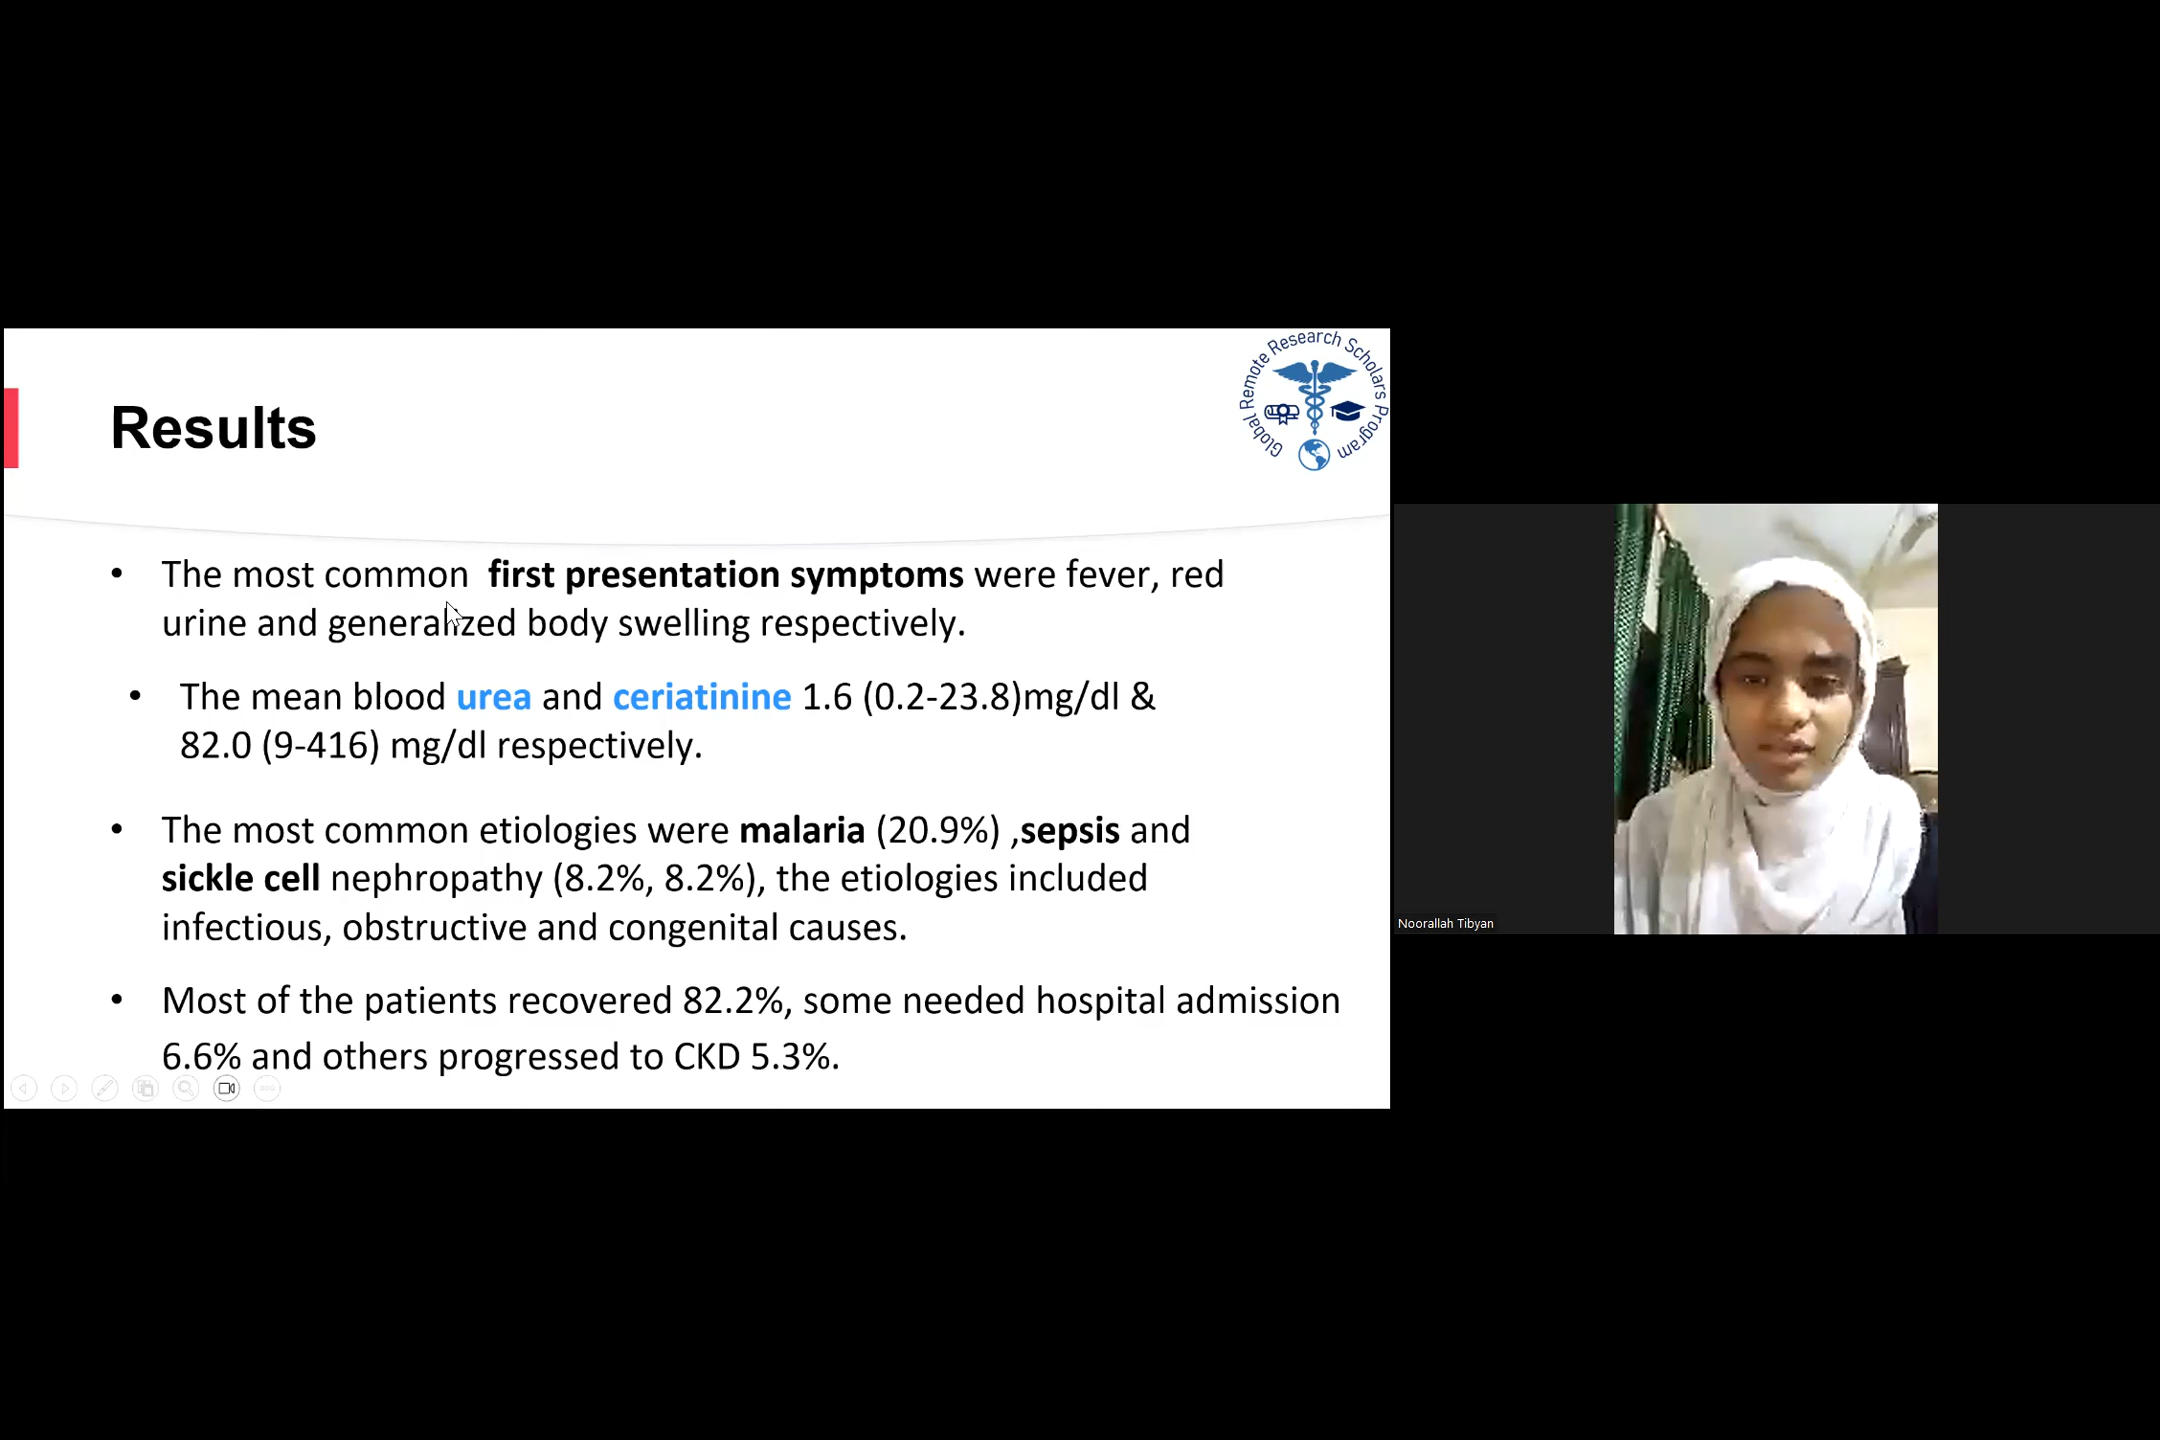 Results
Global Remote Research Scholars Program
• The most common first presentation symptoms were fever, red
urine and generalized body swelling respectively.
• The mean blood urea and ceriatinine 1.6 (0.2-23.8)mg/dl &
82.0 (9-416) mg/dl respectively.
• The most common etiologies were malaria (20.9%) ,sepsis and
sickle cell nephropathy (8.2%, 8.2%), the etiologies included
infectious, obstructive and congenital causes.
• Most of the patients recovered 82.2%, some needed hospital admission
6.6% and others progressed to CKD 5.3%.
Noorallah Tibyan